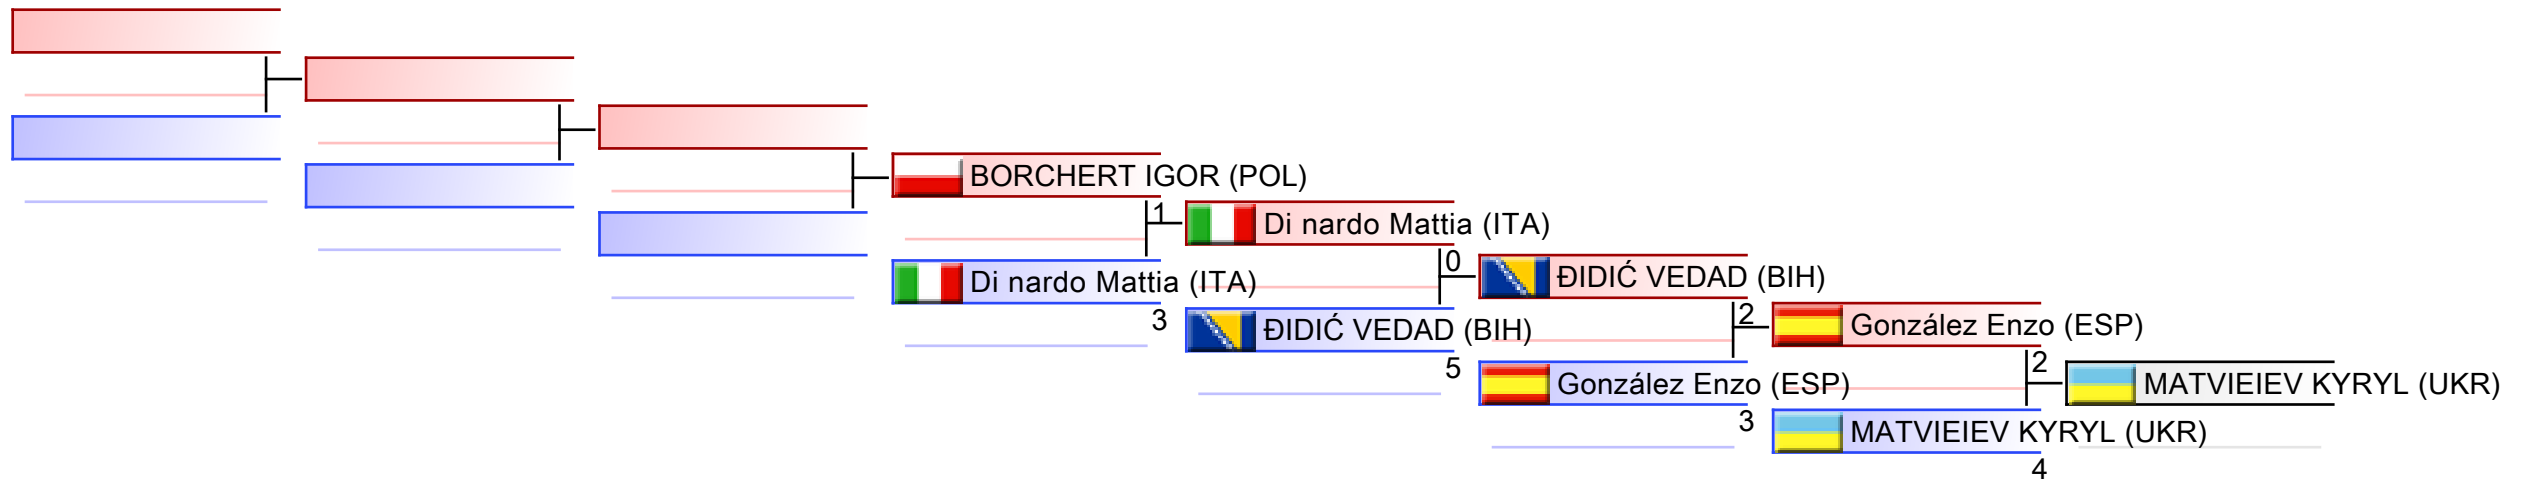 BORCHERT IGOR (POL)
1
Di nardo Mattia (ITA)
3
Di nardo Mattia (ITA)
0
ĐIDIĆ VEDAD (BIH)
5
ĐIDIĆ VEDAD (BIH)
2
González Enzo (ESP)
3
González Enzo (ESP)
2
MATVIEIEV KYRYL (UKR)
4
MATVIEIEV KYRYL (UKR)